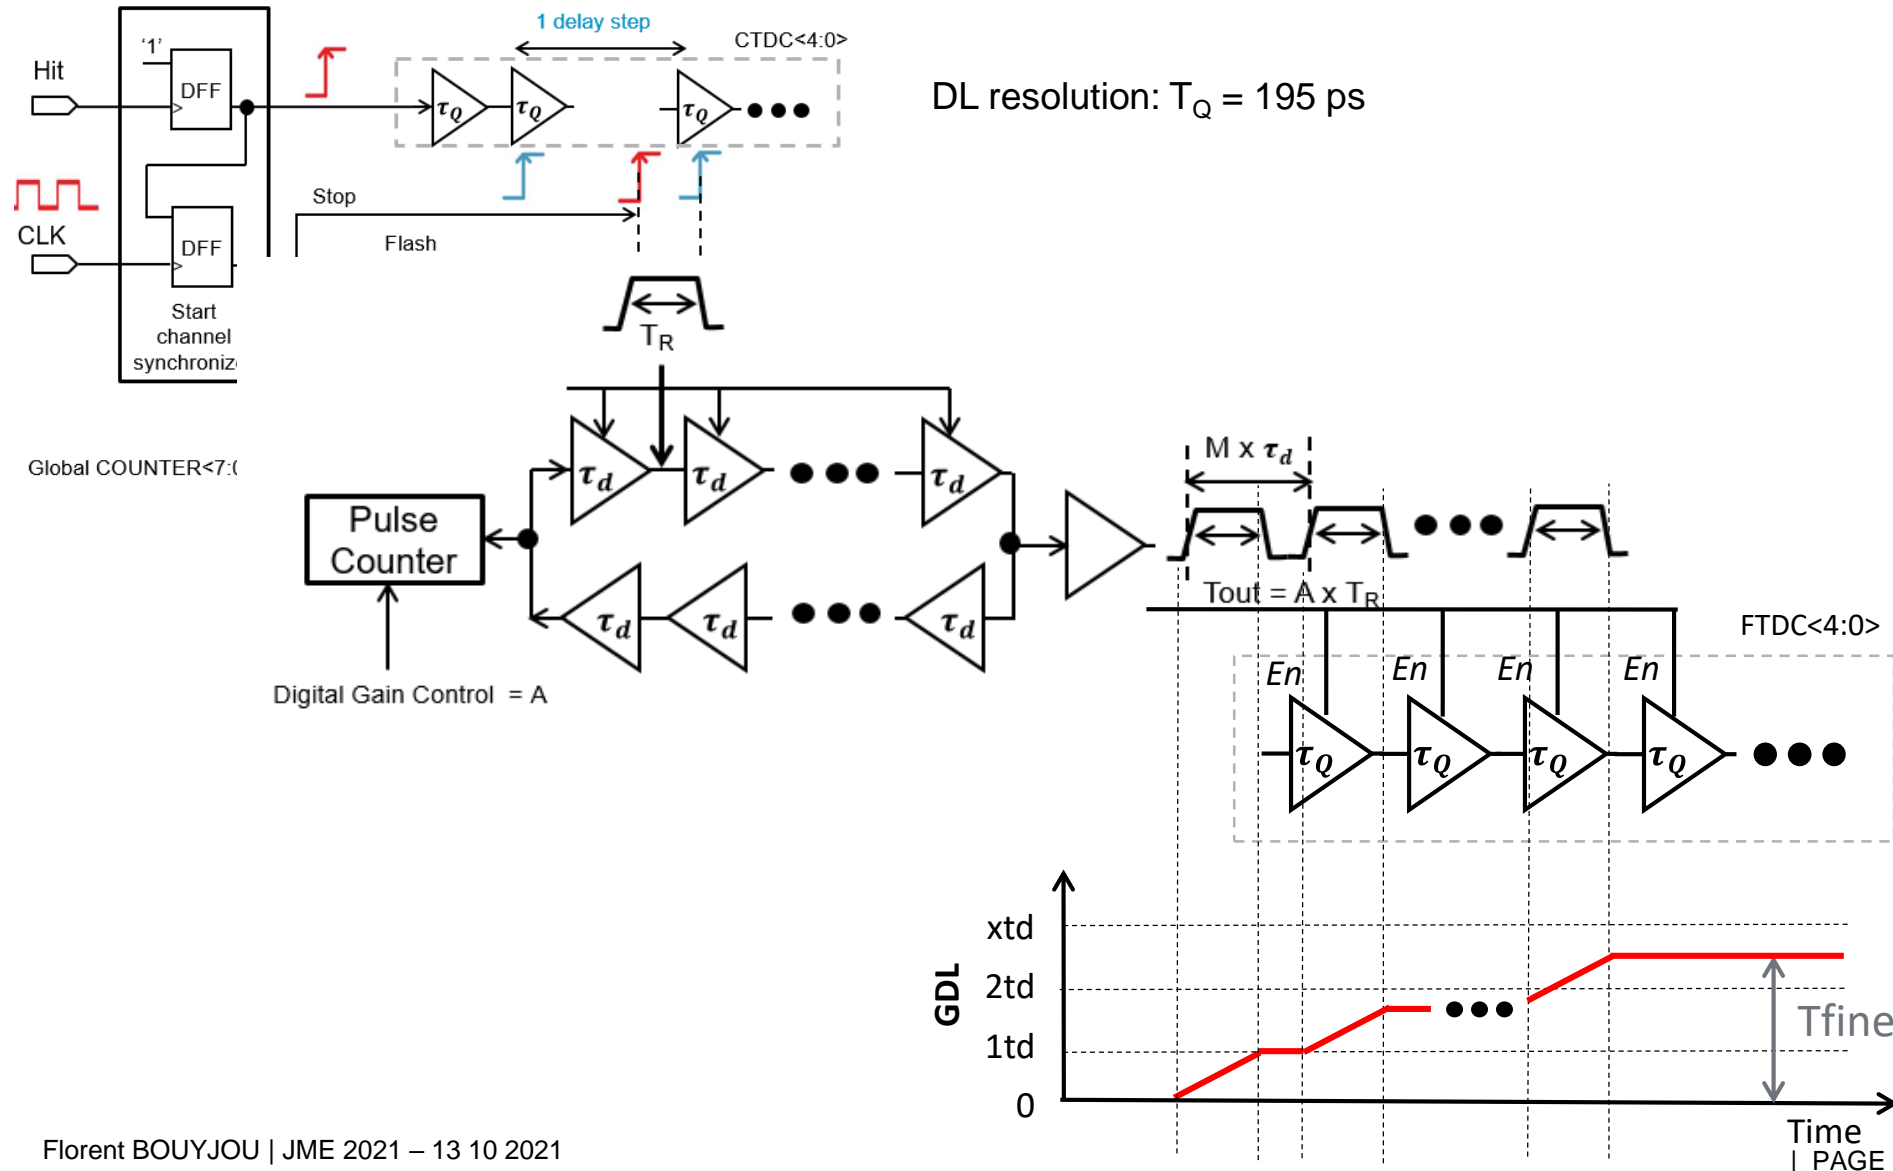 1 delay step
CTDC<4:0>
‘1’
Hit
DFF
τQ
τQ
τQ
DL resolution: TQ = 195 ps
Stop
CLK
DFF
Flash
Start
channel
TR
Global
Pulse
Counter
τd
τd
τd
M x τd
τd
τd
τd
Tout = A x TR
Digital Gain Control = A
FTDC<4:0>
En
En
En
En
τQ
τQ
τQ
τQ
xtd
2td
1td
0
GDL
Tfine
Time
Florent BOUYJOU | JME 2021 – 13 10 2021
| PAGE